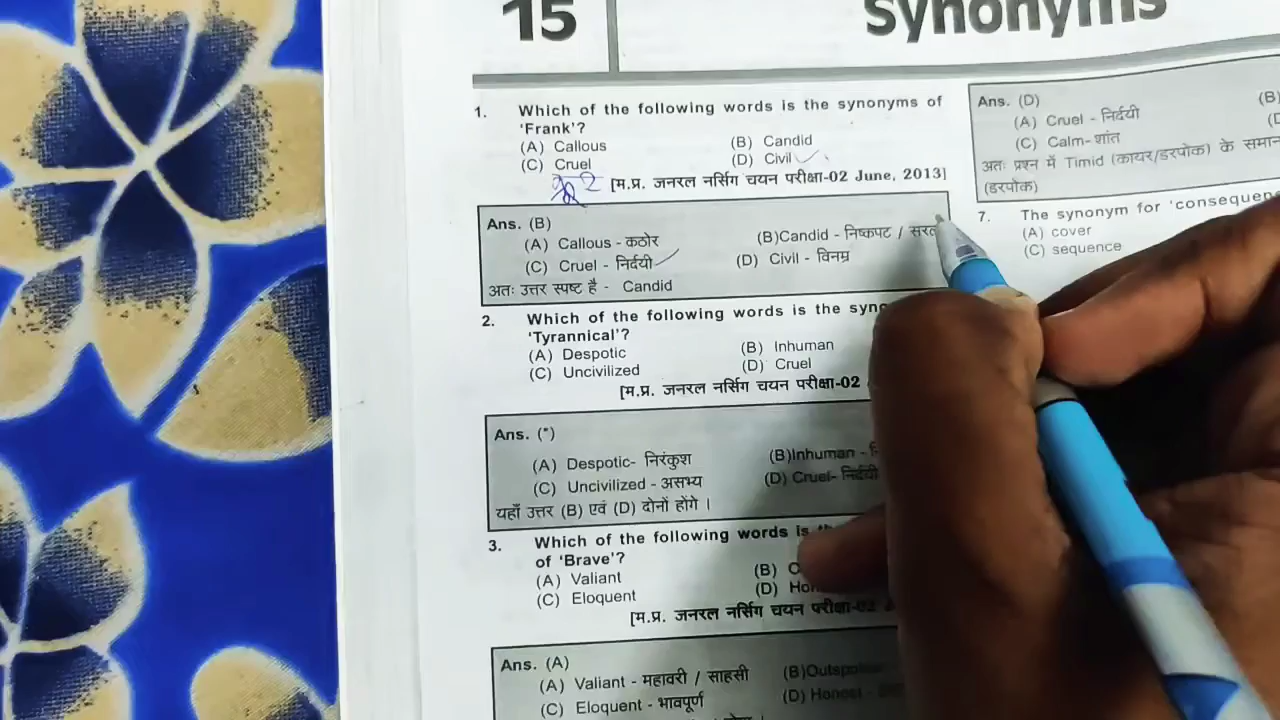 15
Synonyms
1. Which of the following words is the synonyms of
'Frank'?
(A) Callous (B) Candid
(C) Cruel (D) Civil
[म.प्र. जनरल नर्सिग चयन परीक्षा-02 June, 2013]
Ans. (B)
(A) Callous - कठोर (B)Candid - निष्कपट /
(C) Cruel - निर्दयी (D) Civil - विनम्र
अतः उत्तर स्पष्ट है - Candid
2. Which of the following words is the
'Tyrannical'?
(A) Despotic (B) Inhuman
(C) Uncivilized (D) Cruel
[म.प्र. जनरल नर्सिग चयन परीक्षा-02
Ans. (*)
(A) Despotic- निरंकुश (B)Inhuman -
(C) Uncivilized - असभ्य (D) Cruel- निर्दयी
यहाँ उत्तर (B) एवं (D) दोनों होंगे ।
3. Which of the following words is
of 'Brave'?
(A) Valiant (B)
(C) Eloquent (D)
[म.प्र. जनरल नर्सिग चयन परीक्षा-02
Ans. (A)
(A) Valiant - महावरी / साहसी (B)
(C) Eloquent - भावपूर्ण (D) Honest -
Ans. (D)
(A) Cruel - निर्दयी (B)
(C) Calm- शांत
अतः प्रश्न में Timid (कायर/डरपोक) के
(डरपोक)
7. The synonym for
(A) cover
(C) sequence